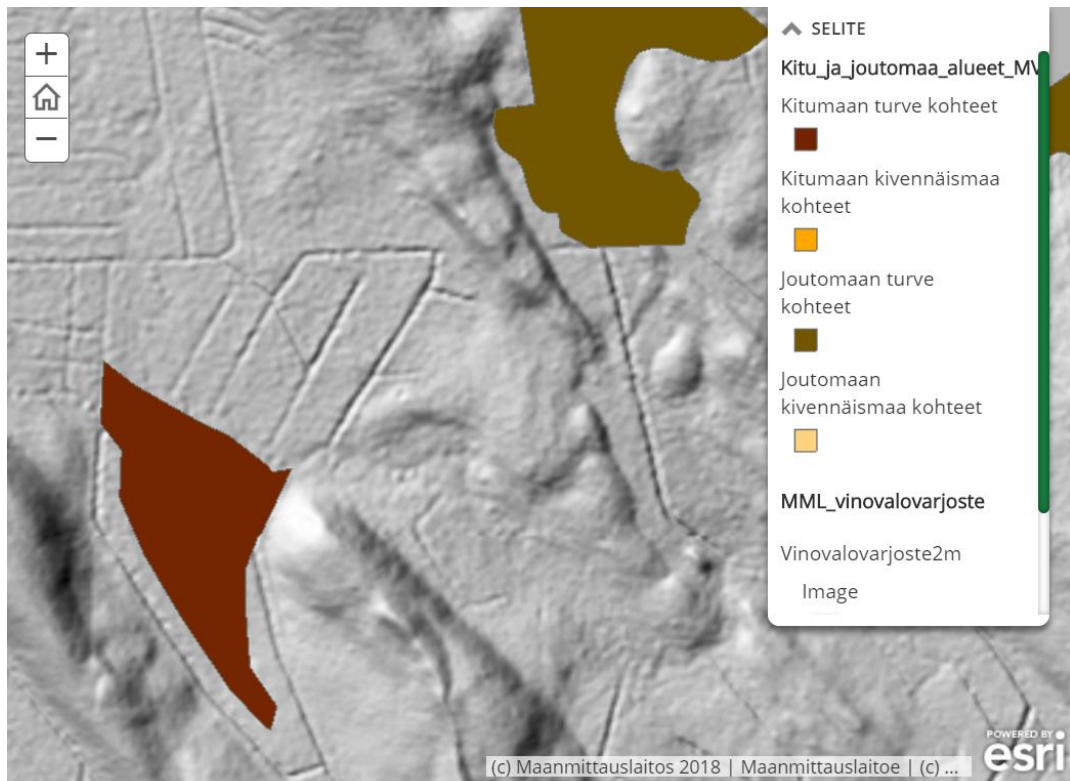 +
−
SELITE
Kitu_ja_joutomaa_alueet_MV
Kitumaan turve kohteet
Kitumaan kivennäismaa
kohteet
Joutomaan turve
kohteet
Joutomaan
kivennäismaa kohteet
MML_vinovalovarjoste
Vinovalovarjoste2m
Image
(c) Maanmittauslaitos 2018 | Maanmittauslaitoe | (c) ...
POWERED BY
esri